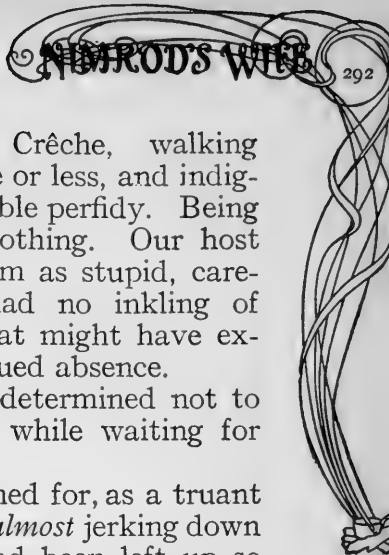 NIMROD'S WIFE
292
Crêche, walking
e or less, and indig-
ble perfidy. Being
othing. Our host
m as stupid, care-
ad no inkling of
at might have ex-
ued absence.
determined not to
while waiting for
ned for, as a truant
almost jerking down
d been left up so